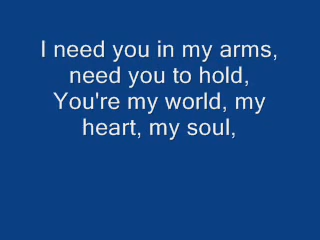 I need you in my arms,
need you to hold,
You're my world, my
heart, my soul,